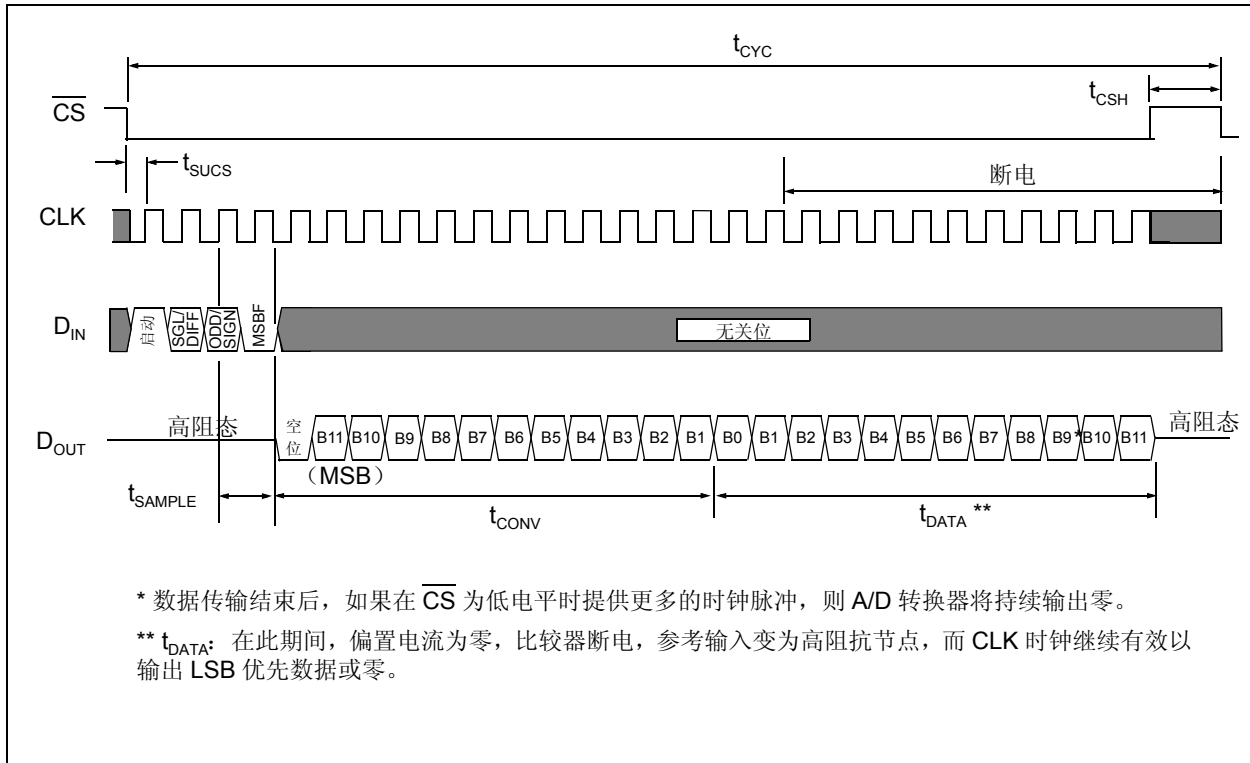 tCYC
tCSH
CS
tSUCS
断电
CLK
DIN
启动
SGL/
DIFF
ODD/
SIGN
MSBF
无关位
DOUT
高阻态
空位
B11 B10 B9 B8 B7 B6 B5 B4 B3 B2 B1 B0 B1 B2 B3 B4 B5 B6 B7 B8 B9 * B10 B11
高阻态
（MSB）
tSAMPLE
tCONV
tDATA **
* 数据传输结束后，如果在 CS 为低电平时提供更多的时钟脉冲，则 A/D 转换器将持续输出零。
** tDATA：在此期间，偏置电流为零，比较器断电，参考输入变为高阻抗节点，而 CLK 时钟继续有效以
输出 LSB 优先数据或零。